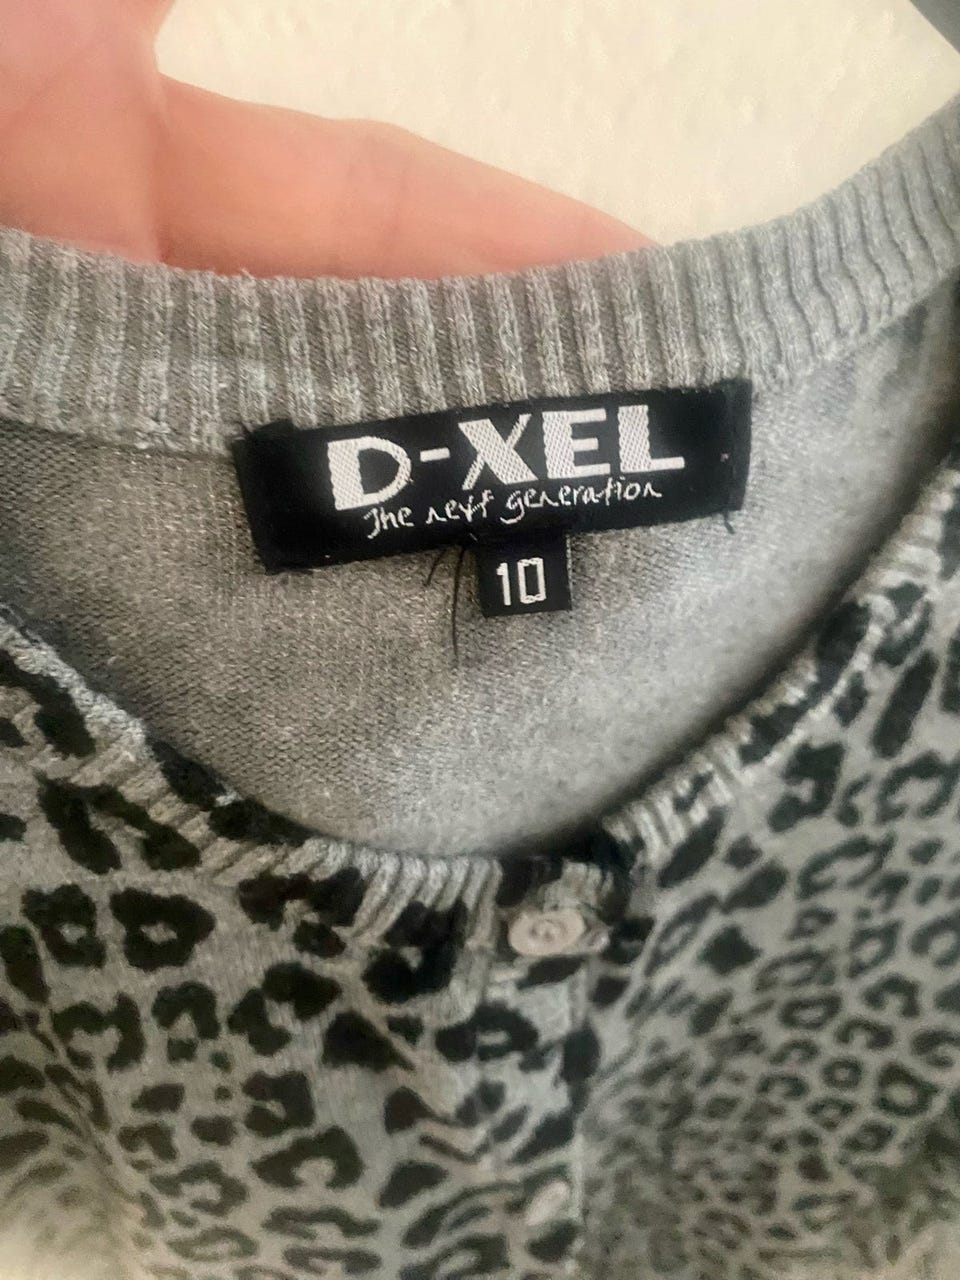 D-XEL
The next generation
10